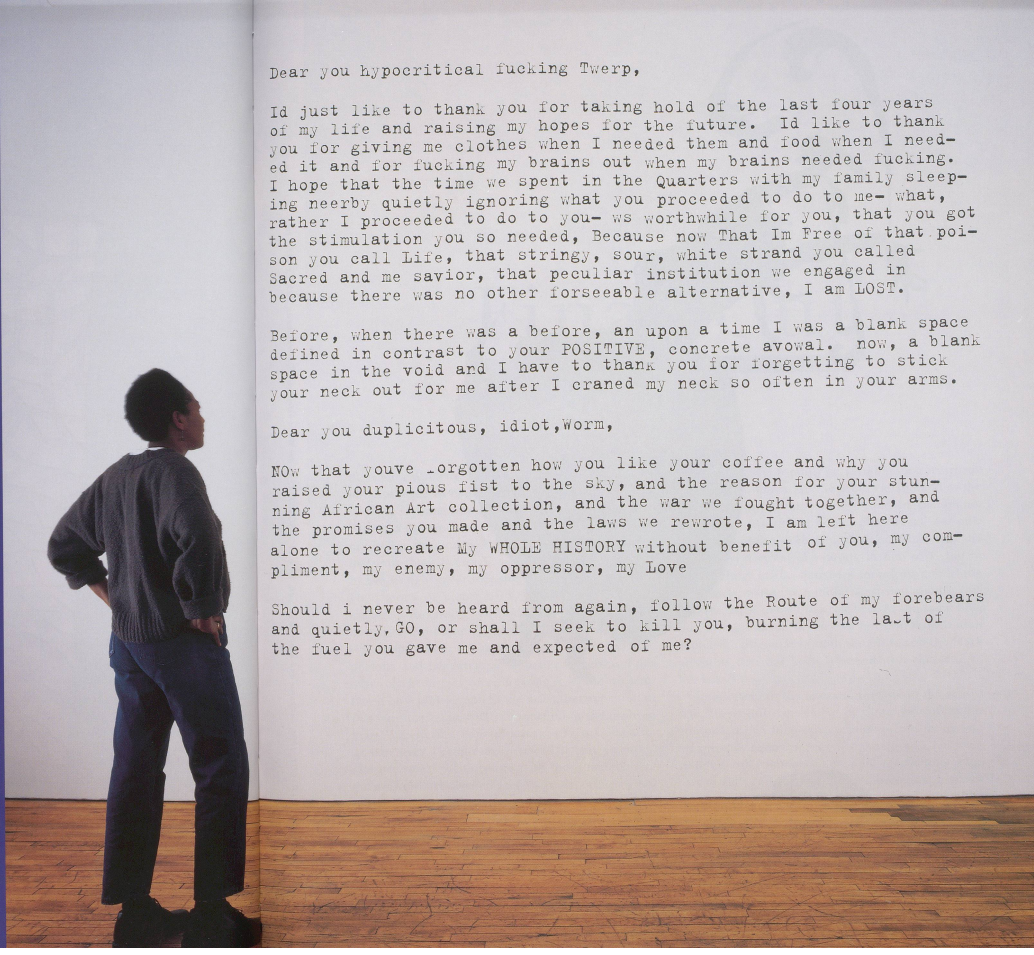 Dear you hypocritical fucking Twerp,
Id just like to thank you for taking hold of the last four years
of my life and raising my hopes for the future. Id like to thank
you for giving me clothes when I needed them and food when I need-
ed it and for fucking my brains out when my brains needed fucking.
I hope that the time we spent in the Quarters with my family sleep-
ing neerby quietly ignoring what you proceeded to do to me- what,
rather I proceeded to do to you- ws worthwhile for you, that you got
the stimulation you so needed, Because now That Im Free of that poi-
son you call Life, that stringy, sour, white strand you called
Sacred and me savior, that peculiar institution we engaged in
because there was no other forseeable alternative, I am LOST.
Before, when there was a before, an upon a time I was a blank space
defined in contrast to your POSITIVE, concrete avowal. now, a blank
space in the void and I have to thank you for forgetting to stick
your neck out for me after I craned my neck so often in your arms.
Dear you duplicitous, idiot,Worm,
NOw that youve _orgotten how you like your coffee and why you
raised your pious fist to the sky, and the reason for your stun-
ning African Art collection, and the war we fought together, and
the promises you made and the laws we rewrote, I am left here
alone to recreate My WHOLE HISTORY without benefit of you, my com-
pliment, my enemy, my oppressor, my Love
Should i never be heard from again, follow the Route of my forebears
and quietly, GO, or shall I seek to kill you, burning the last of
the fuel you gave me and expected of me?